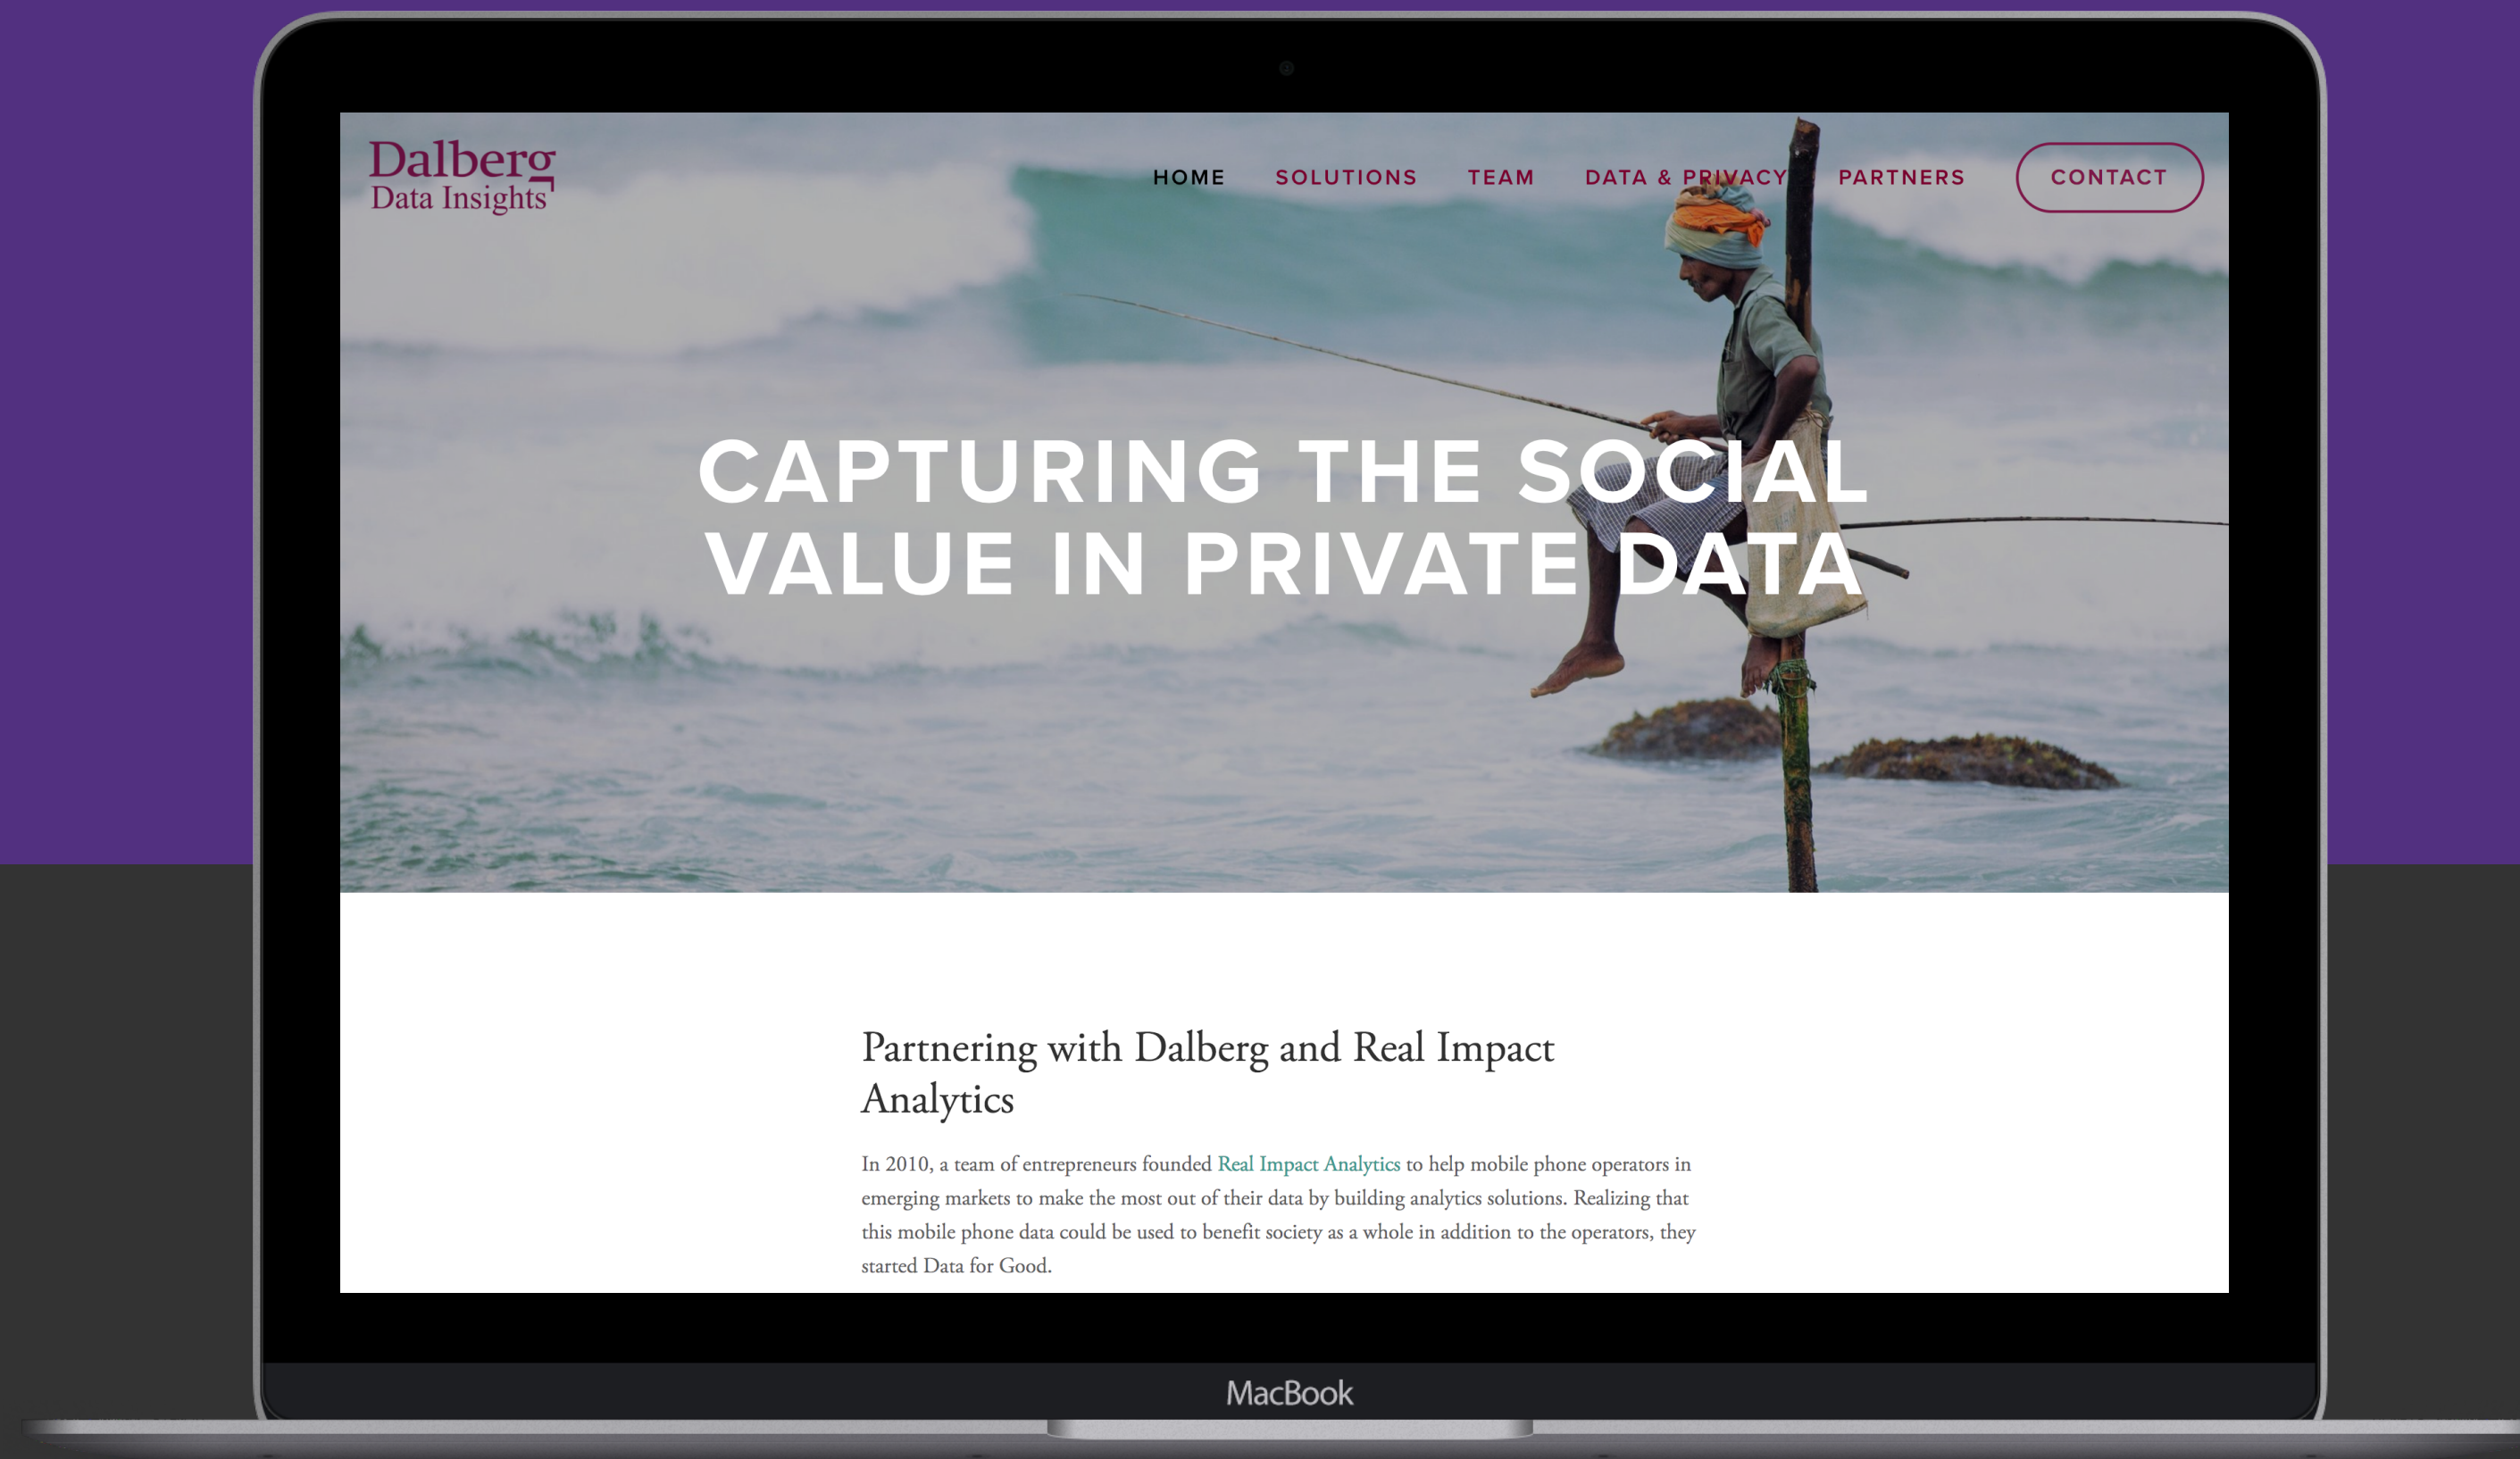 Dalberg
Data Insights
HOME SOLUTIONS TEAM DATA & PRIVACY PARTNERS CONTACT
CAPTURING THE SOCIAL
VALUE IN PRIVATE DATA
Partnering with Dalberg and Real Impact
Analytics
In 2010, a team of entrepreneurs founded Real Impact Analytics to help mobile phone operators in
emerging markets to make the most out of their data by building analytics solutions. Realizing that
this mobile phone data could be used to benefit society as a whole in addition to the operators, they
started Data for Good.
MacBook